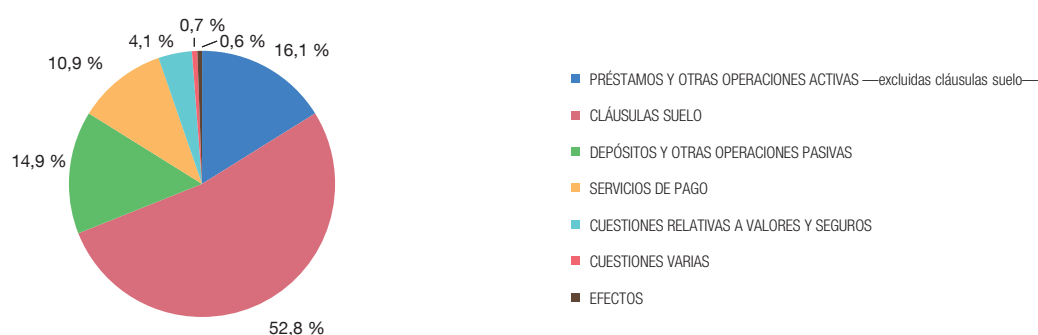 0,7 %
4,1 %
0,6 %
16,1 %
10,9 %
14,9 %
52,8 %
PRÉSTAMOS Y OTRAS OPERACIONES ACTIVAS —excluidas cláusulas suelo—
CLÁUSULAS SUELO
DEPÓSITOS Y OTRAS OPERACIONES PASIVAS
SERVICIOS DE PAGO
CUESTIONES RELATIVAS A VALORES Y SEGUROS
CUESTIONES VARIAS
EFECTOS